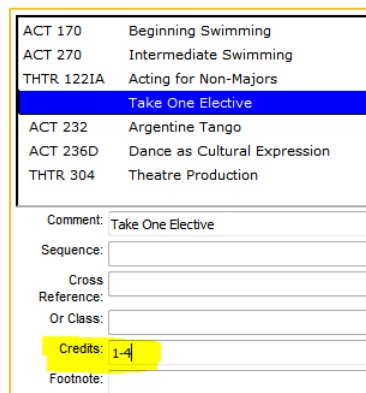 ACT 170 Beginning Swimming
ACT 270 Intermediate Swimming
THTR 122IA Acting for Non-Majors
Take One Elective
ACT 232 Argentine Tango
ACT 236D Dance as Cultural Expression
THTR 304 Theatre Production
Comment: Take One Elective
Sequence:
Cross
Reference:
Or Class:
Credits: 1-4
Footnote: